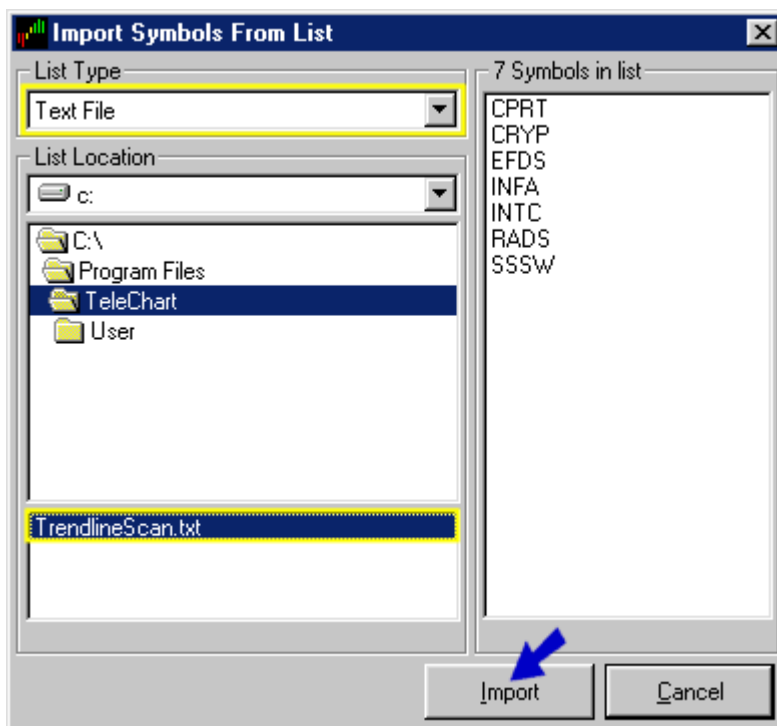 Import Symbols From List
List Type
Text File
List Location
c:
C:\
Program Files
TeleChart
User
TrendlineScan.txt
7 Symbols in list
CPRT
CRYP
EFDS
INFA
INTC
RADS
SSSW
Import
Cancel